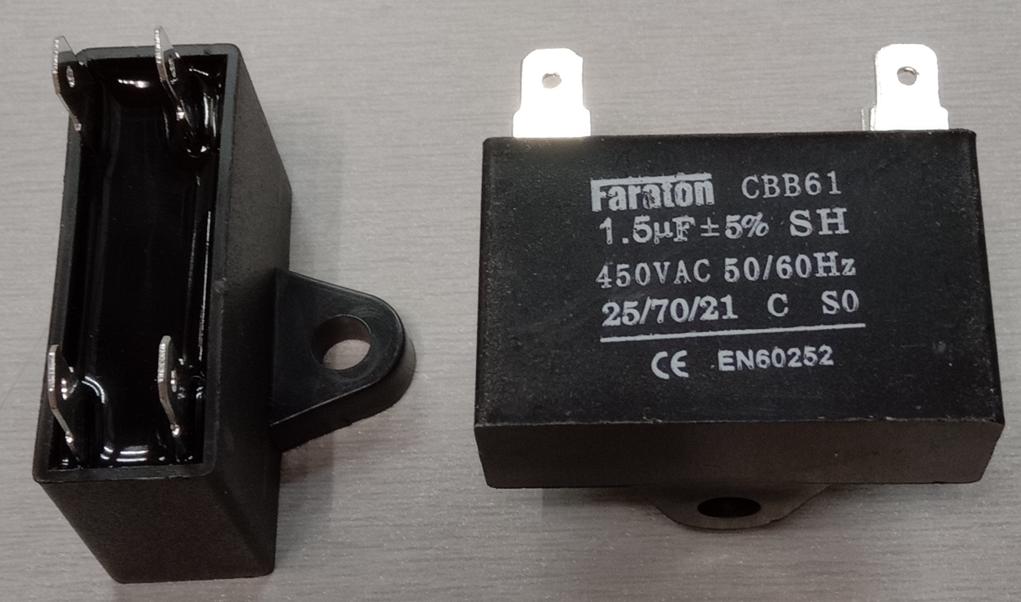 Faraton CBB61
1.5μF±5% SH
450VAC 50/60Hz
25/70/21 C S0
CE EN60252